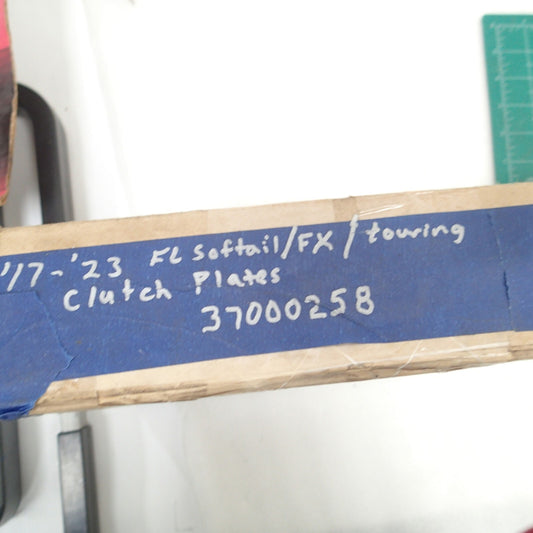 '17-'23 FL Softail/FX/touring
Clutch Plates
37000258